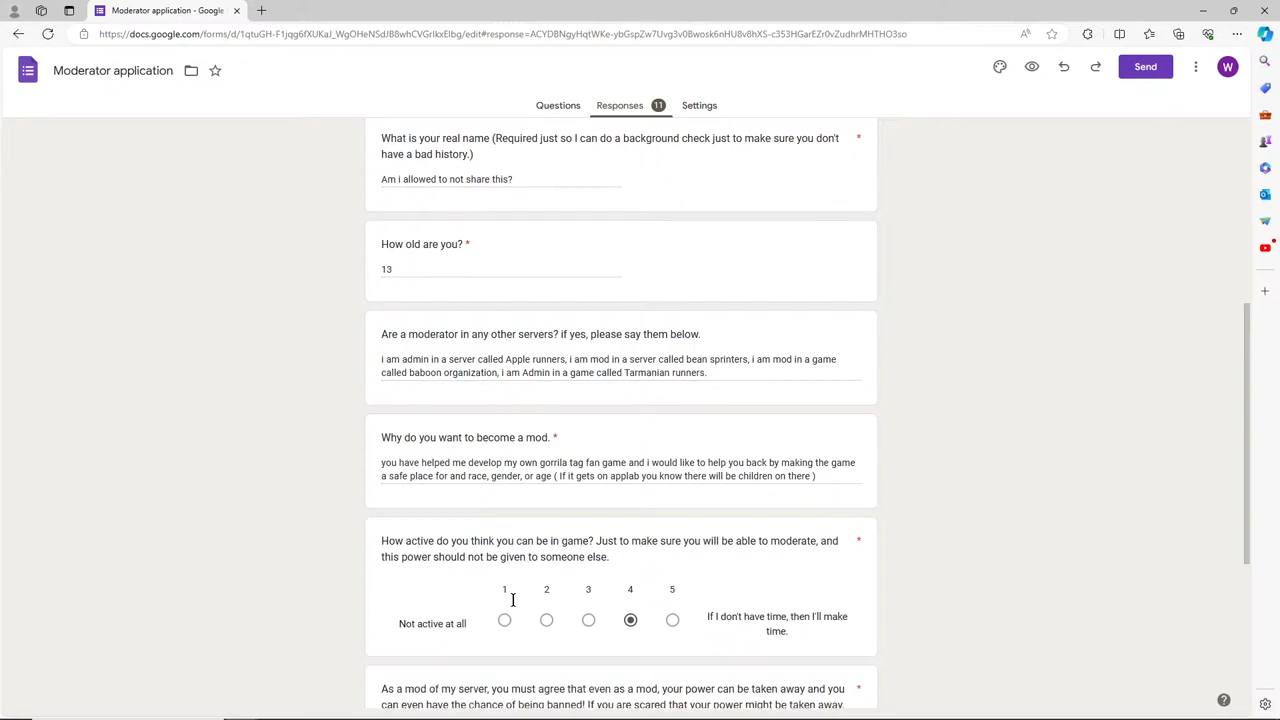 Moderator application - Google
https://docs.google.com/forms/d/1qtuGH-F1jqg6fXUKaJ_WgOHeNSdJB8whCVGrIkxElbg/edit#response=ACYDBNgyHqtWKe-ybGspZw7Uvg3v0Bwosk6nHU8v8hXS-c353HGarEZr0vZudhrMHTHO3so
Moderator application
Send
W
Questions Responses 11 Settings
What is your real name (Required just so I can do a background check just to make sure you don't *
have a bad history.)
Am i allowed to not share this?
How old are you? *
13
Are a moderator in any other servers? if yes, please say them below.
i am admin in a server called Apple runners, i am mod in a server called bean sprinters, i am mod in a game
called baboon organization, i am Admin in a game called Tarmanian runners.
Why do you want to become a mod. *
you have helped me develop my own gorrila tag fan game and i would like to help you back by making the game
a safe place for and race, gender, or age ( If it gets on applab you know there will be children on there )
How active do you think you can be in game? Just to make sure you will be able to moderate, and *
this power should not be given to someone else.
1 2 3 4 5
Not active at all
If I don't have time, then I'll make
time.
As a mod of my server, you must agree that even as a mod, your power can be taken away and you *
can even have the chance of being banned! If you are scared that your power might be taken away.